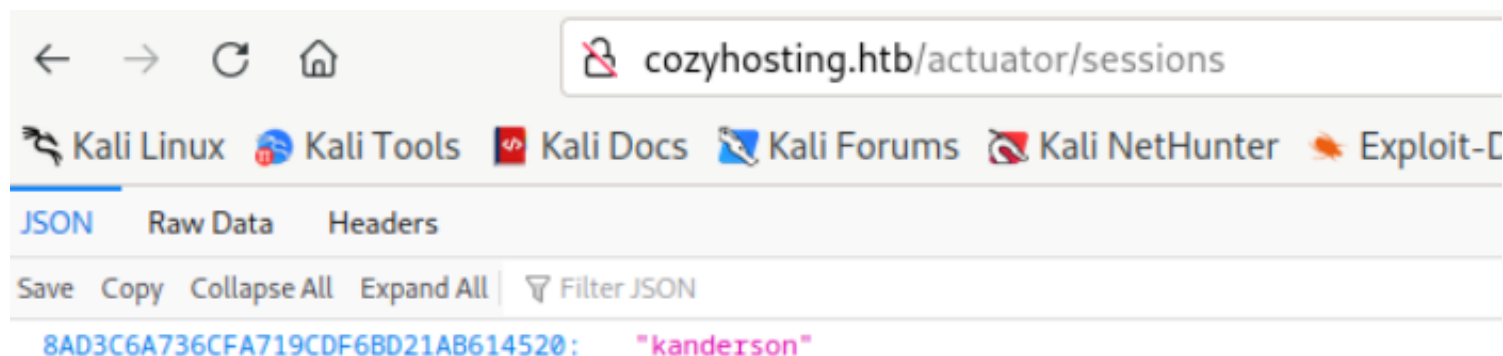 cozyhosting.htb/actuator/sessions
Kali Linux Kali Tools Kali Docs Kali Forums Kali NetHunter Exploit-D
JSON Raw Data Headers
Save Copy Collapse All Expand All Filter JSON
8AD3C6A736CFA719CDF6BD21AB614520: "kanderson"